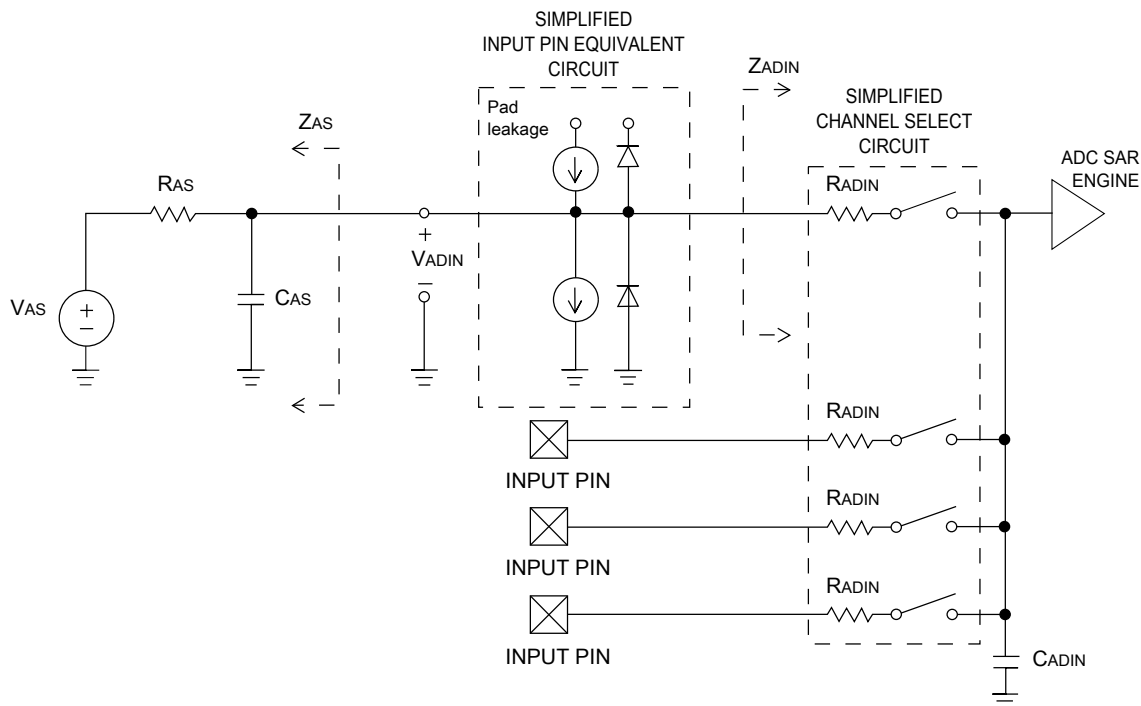 SIMPLIFIED
INPUT PIN EQUIVALENT
CIRCUIT
ZADIN
Pad
leakage
SIMPLIFIED
CHANNEL SELECT
CIRCUIT
ZAS
ADC SAR
ENGINE
RAS
RADIN
+
VADIN
–
CAS
VAS
+
–
RADIN
INPUT PIN
RADIN
INPUT PIN
RADIN
INPUT PIN
CADIN